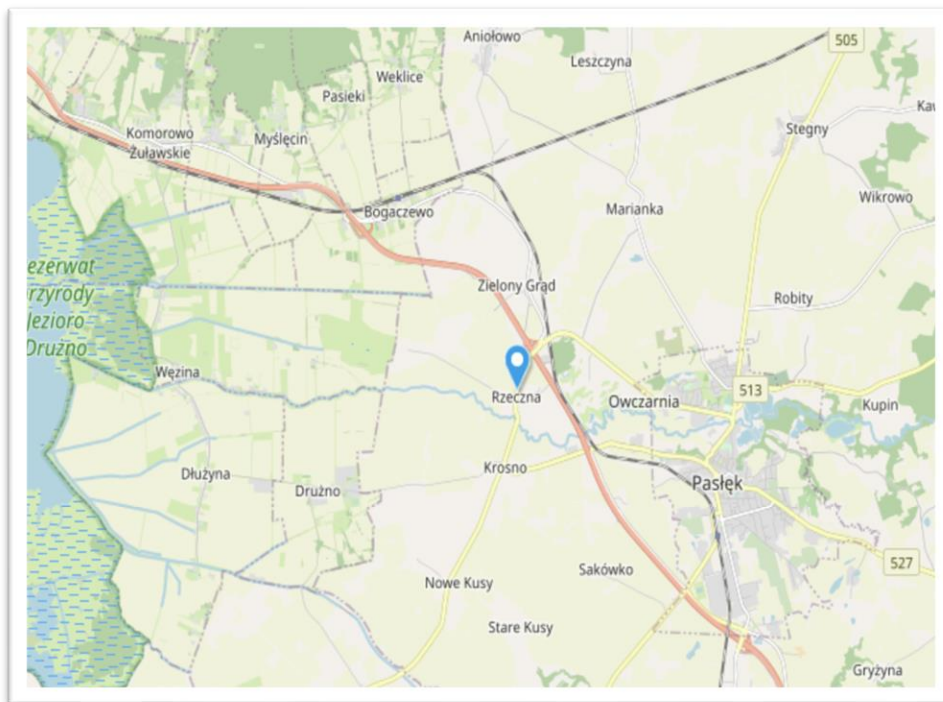 505
Aniołowo
Leszczyna
Weklice
Pasieki
Komorowo
Żuławskie
Myślęcin
Stegny
Wikrowo
Bogaczewo
Marianka
ezerwat
rzyrody
Jezioro
Drużno
Zielony Grąd
Robity
Węzina
Rzeczna
Owczarnia
513
Kupin
Krosno
Dłużyna
Drużno
Pasłęk
527
Nowe Kusy
Sakówko
Stare Kusy
Gryżyna